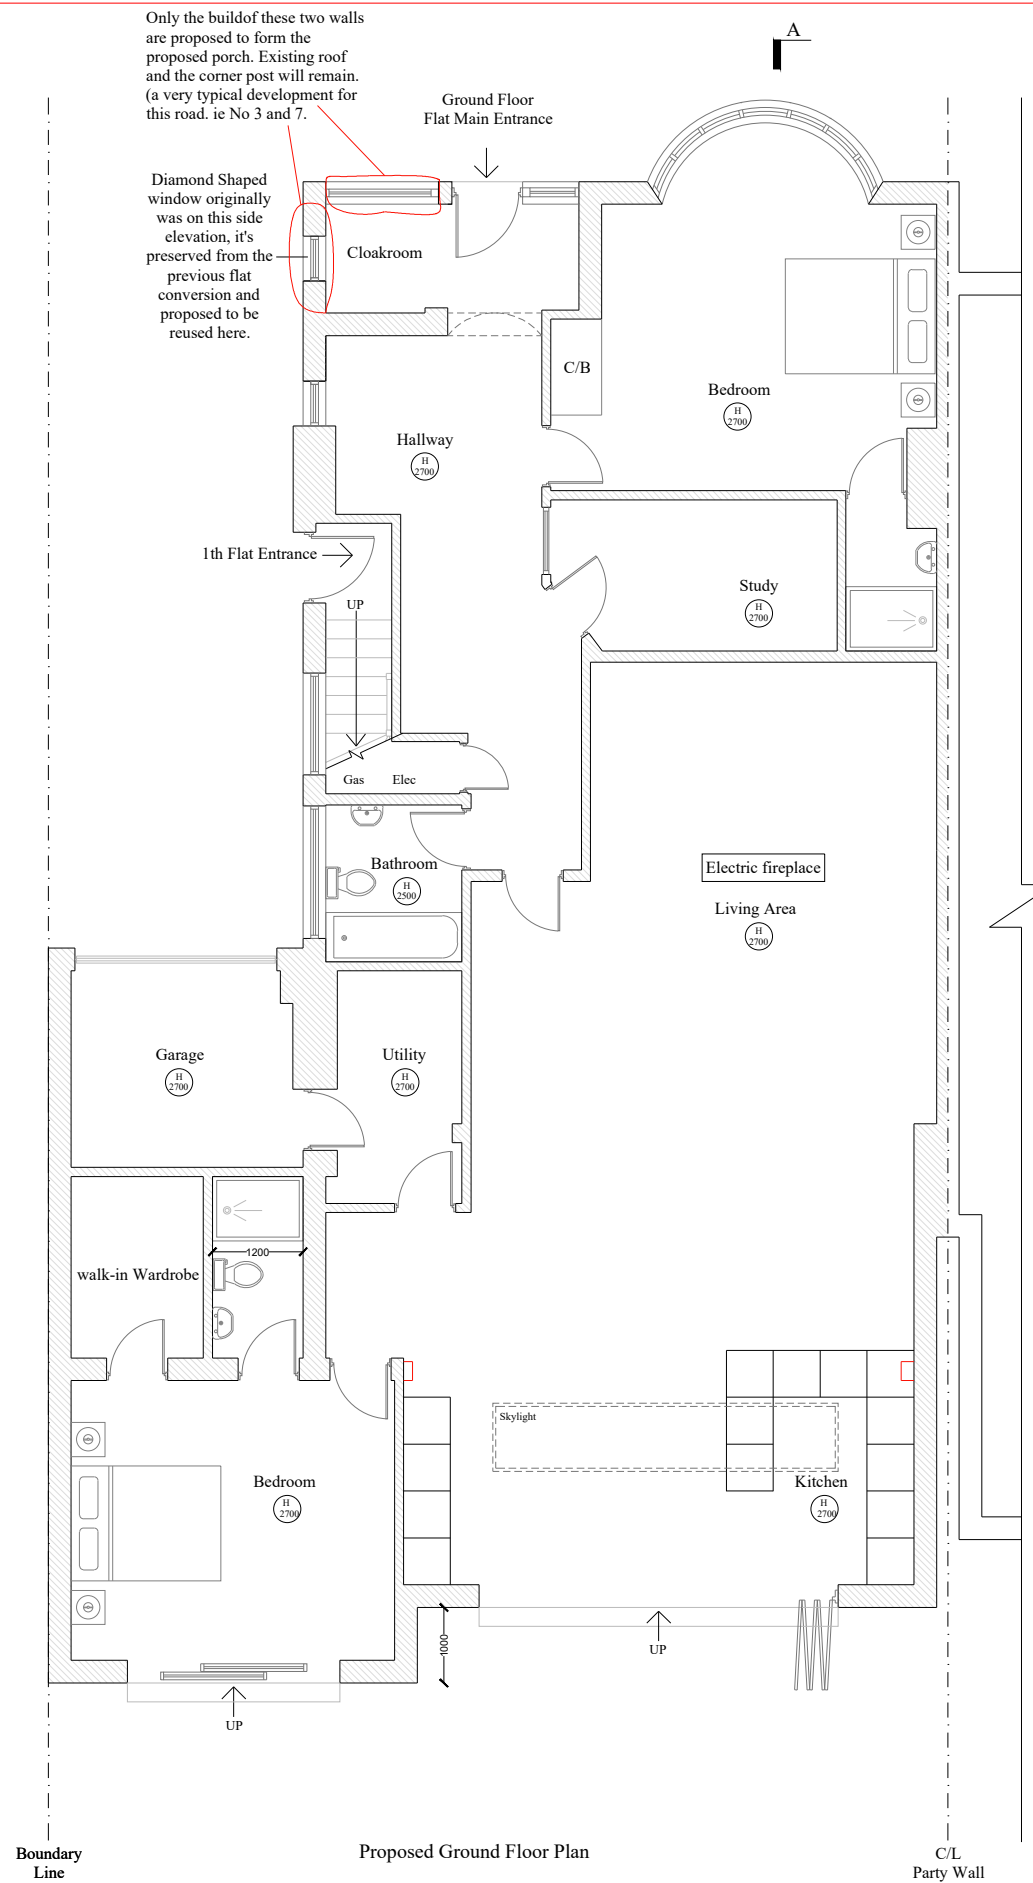 Only the buildof these two walls
are proposed to form the
proposed porch. Existing roof
and the corner post will remain.
(a very typical development for
this road. ie No 3 and 7.
A
Ground Floor
Flat Main Entrance
Diamond Shaped
window originally
was on this side
elevation, it's
preserved from the
previous flat
conversion and
proposed to be
reused here.
Cloakroom
C/B
Bedroom
H
2700
Hallway
H
2700
1th Flat Entrance
UP
Study
H
2700
Gas Elec
Bathroom
H
2500
Electric fireplace
Living Area
H
2700
Garage
H
2700
Utility
H
2700
1200
walk-in Wardrobe
Skylight
Bedroom
H
2700
Kitchen
H
2700
1000
UP
UP
Boundary
Line
Proposed Ground Floor Plan
C/L
Party Wall